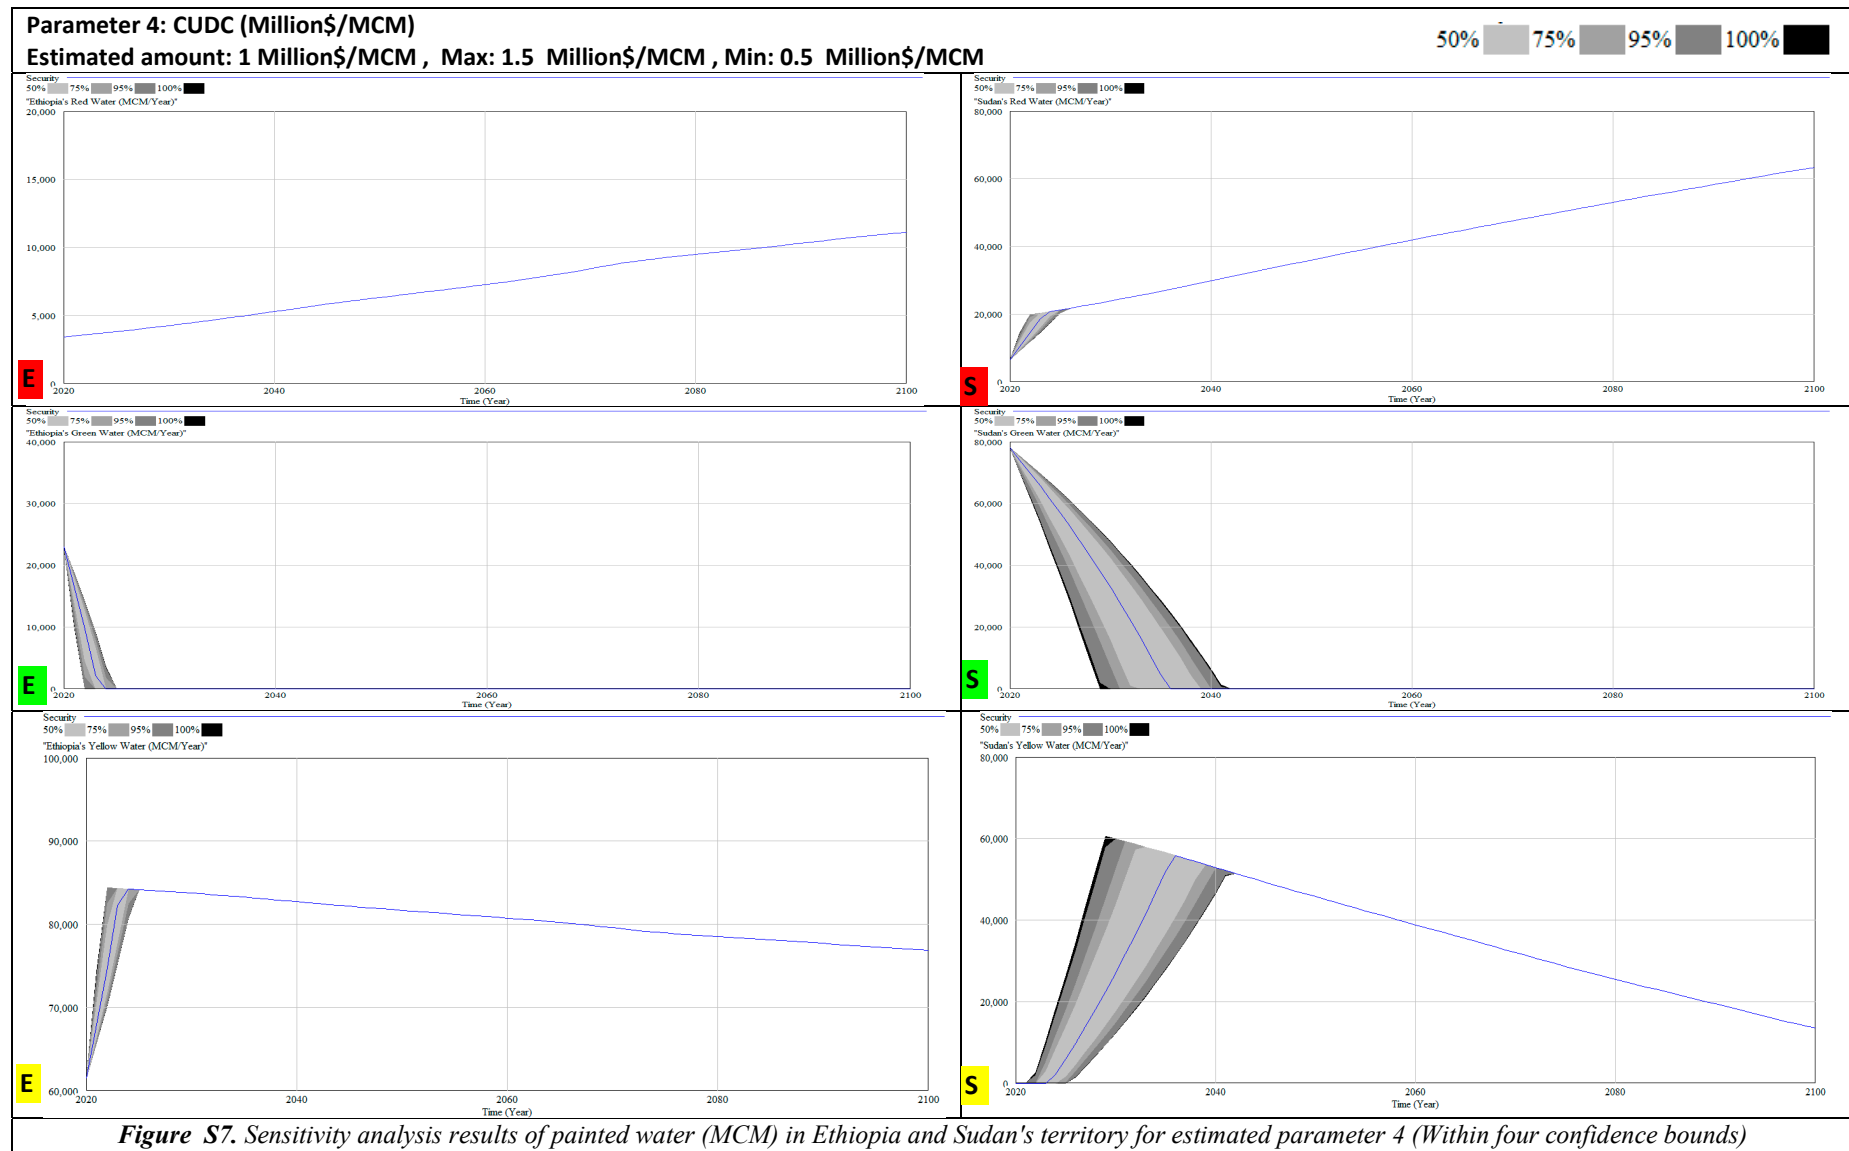 Parameter 4: CUDC (Million$/MCM)
Estimated amount: 1 Million$/MCM , Max: 1.5 Million$/MCM , Min: 0.5 Million$/MCM
50% 75% 95% 100%
Security
50% 75% 95% 100%
"Ethiopia's Red Water (MCM/Year)"
20,000
15,000
10,000
5,000
0
2020 2040 2060 2080 2100
Time (Year)
E
Security
50% 75% 95% 100%
"Sudan's Red Water (MCM/Year)"
80,000
60,000
40,000
20,000
0
2020 2040 2060 2080 2100
Time (Year)
S
Security
50% 75% 95% 100%
"Ethiopia's Green Water (MCM/Year)"
40,000
30,000
20,000
10,000
0
2020 2040 2060 2080 2100
Time (Year)
E
Security
50% 75% 95% 100%
"Sudan's Green Water (MCM/Year)"
80,000
60,000
40,000
20,000
0
2020 2040 2060 2080 2100
Time (Year)
S
Security
50% 75% 95% 100%
"Ethiopia's Yellow Water (MCM/Year)"
100,000
90,000
80,000
70,000
60,000
2020 2040 2060 2080 2100
Time (Year)
E
Security
50% 75% 95% 100%
"Sudan's Yellow Water (MCM/Year)"
80,000
60,000
40,000
20,000
0
2020 2040 2060 2080 2100
Time (Year)
S
Figure S7. Sensitivity analysis results of painted water (MCM) in Ethiopia and Sudan's territory for estimated parameter 4 (Within four confidence bounds)